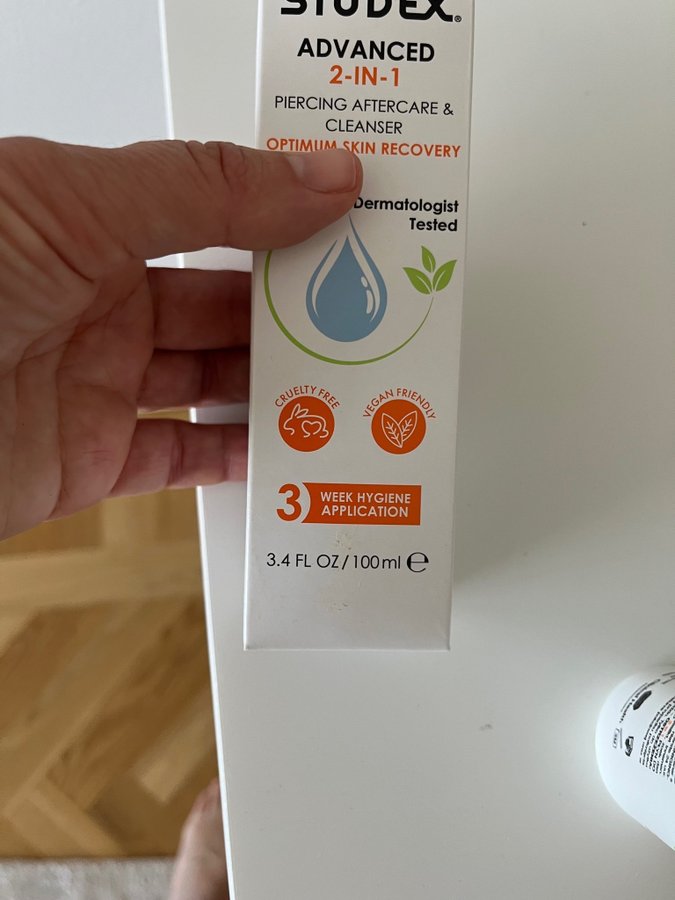 STUDEX®
ADVANCED
2-IN-1
PIERCING AFTERCARE &
CLEANSER
OPTIMUM SKIN RECOVERY
Dermatologist
Tested
CRUELTY FREE
VEGAN FRIENDLY
3 WEEK HYGIENE
APPLICATION
3.4 FL OZ/100ml e